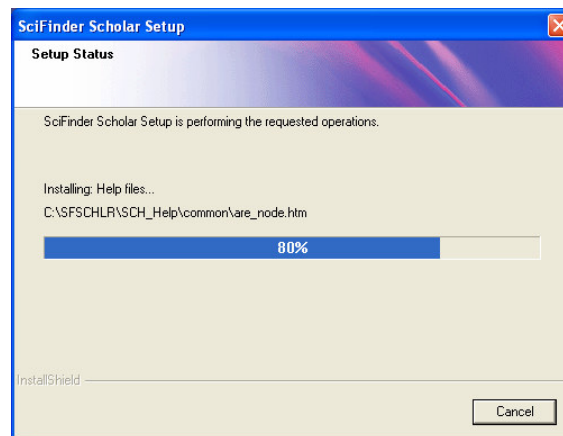 SciFinder Scholar Setup
Setup Status
SciFinder Scholar Setup is performing the requested operations.
Installing: Help files...
C:\SFSCHLR\SCH_Help\common\are_node.htm
80%
InstallShield
Cancel